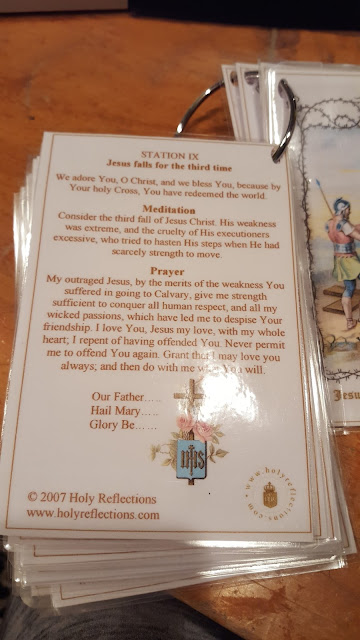 STATION IX
Jesus falls for the third time
We adore You, O Christ, and we bless You, because by
Your holy Cross, You have redeemed the world.
Meditation
Consider the third fall of Jesus Christ. His weakness
was extreme, and the cruelty of His executioners
excessive, who tried to hasten His steps when He had
scarcely strength to move.
Prayer
My outraged Jesus, by the merits of the weakness You
suffered in going to Calvary, give me strength
sufficient to conquer all human respect, and all my
wicked passions, which have led me to despise Your
friendship. I love You, Jesus my love, with my whole
heart; I repent of having offended You. Never permit
me to offend You again. Grant that I may love you
always; and then do with me what You will.
Our Father…..
Hail Mary…..
Glory Be……
ihs
© 2007 Holy Reflections
www.holyreflections.com
www.holyreflections.com
Jesu